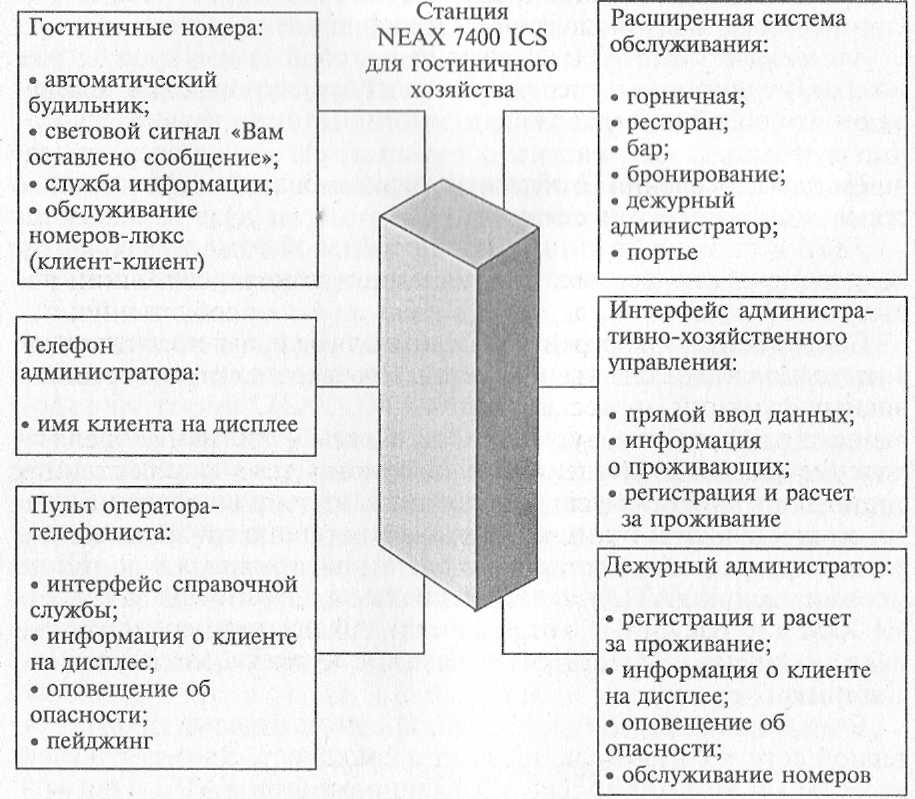 Станция
NEAX 7400 ICS
для гостиничного
хозяйства
Гостиничные номера:
• автоматический
будильник;
• световой сигнал «Вам
оставлено сообщение»;
• служба информации;
• обслуживание
номеров-люкс
(клиент-клиент)
Телефон
администратора:
• имя клиента на дисплее
Пульт оператора-
телефониста:
• интерфейс справочной
службы:
• информация о клиенте
на дисплее;
• оповещение об
опасности;
• пейджинг
Расширенная система
обслуживания:
• горничная;
• ресторан;
• бар;
• бронирование;
• дежурный
администратор;
• портье
Интерфейс администра-
тивно-хозяйственного
управления:
• прямой ввод данных;
• информация
о проживающих;
• регистрация и расчет
за проживание
Дежурный администратор:
• регистрация и расчет
за проживание;
• информация о клиенте
на дисплее;
• оповещение об
опасности;
• обслуживание номеров